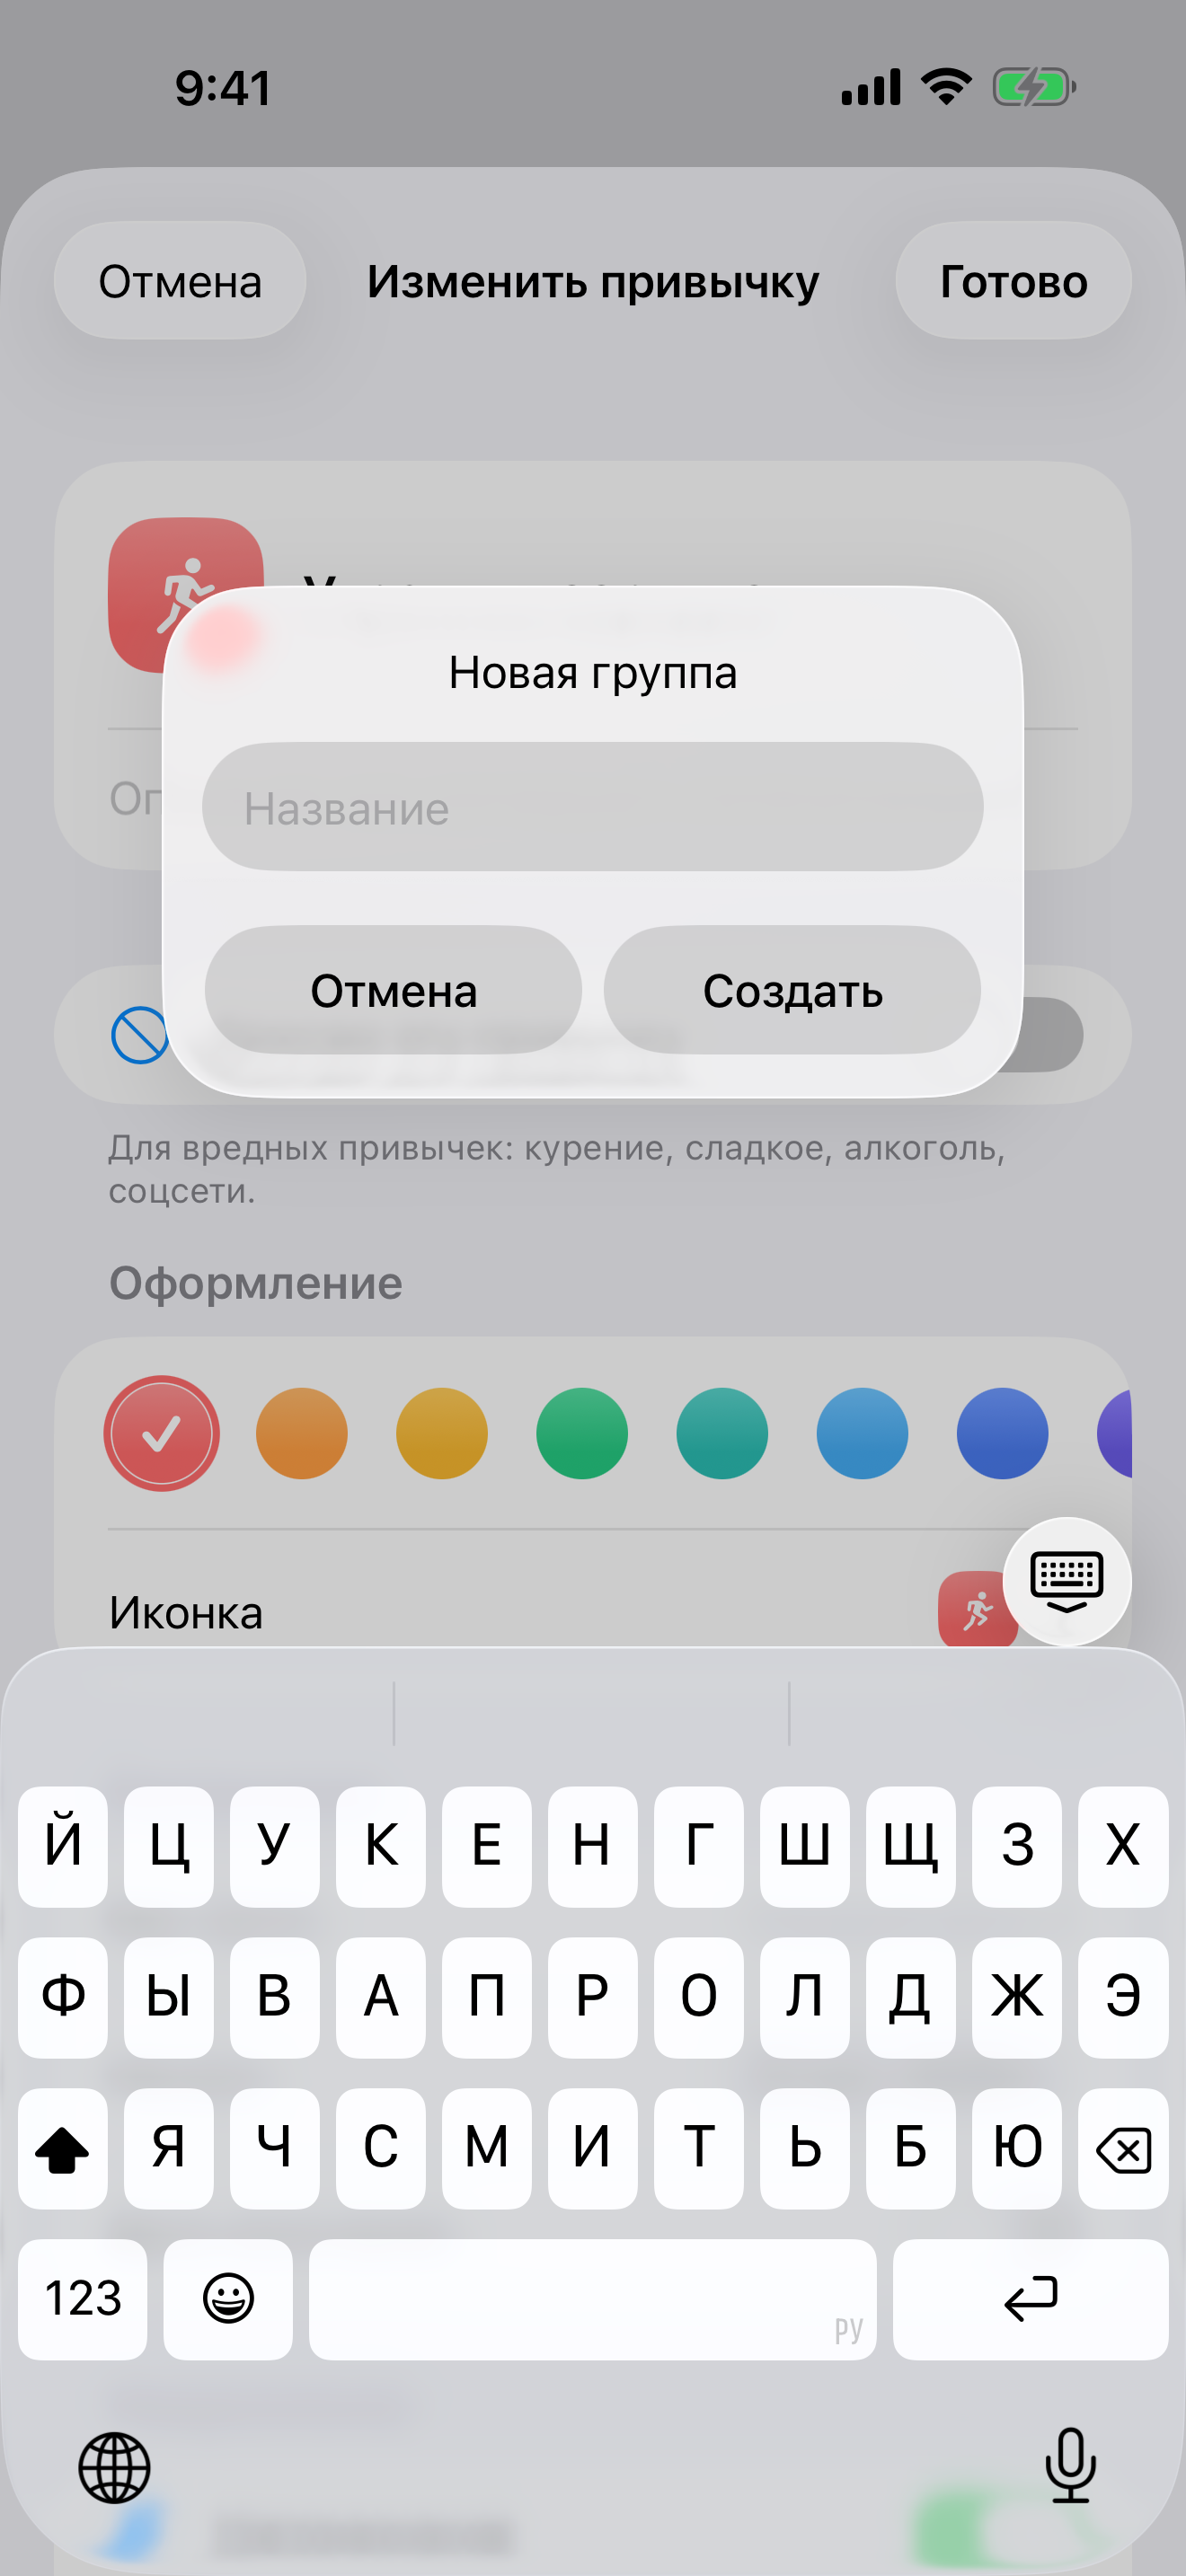 9:41
Отмена
Изменить привычку
Готово
Новая группа
Название
Отмена
Создать
Для вредных привычек: курение, сладкое, алкоголь,
соцсети.
Оформление
Иконка
Й Ц У К Е Н Г Ш Щ З Х
Ф Ы В А П Р О Л Д Ж Э
Я Ч С М И Т Ь Б Ю
123
РУ